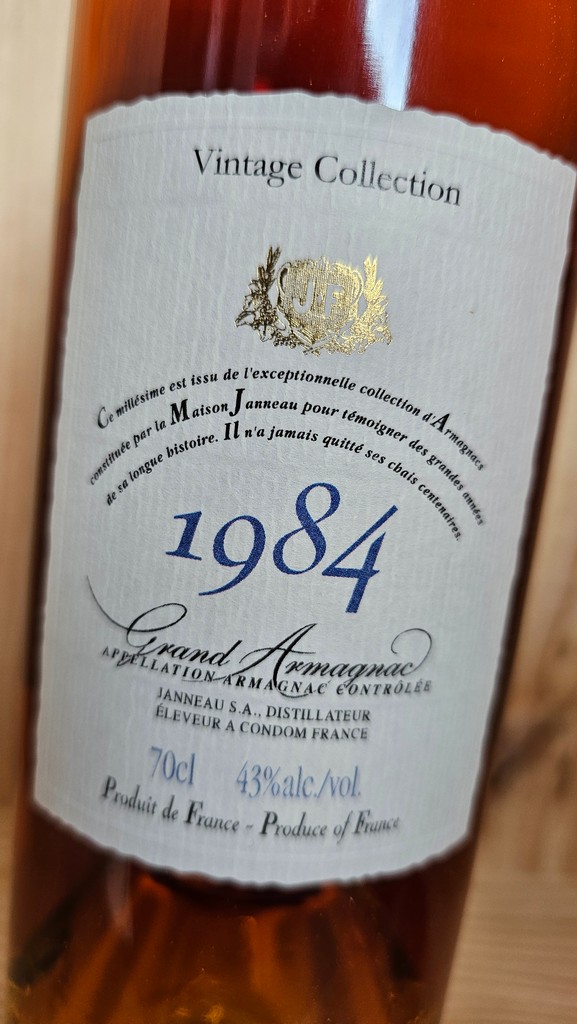 Vintage Collection
JJF
Ce millésime est issu de l'exceptionnelle collection d'Armagnacs
constituée par la Maison Janneau pour témoigner des grandes années
de sa longue histoire. Il n'a jamais quitté ses chais centenaires.
1984
Grand Armagnac
APPELLATION ARMAGNAC CONTRÔLÉE
JANNEAU S.A., DISTILLATEUR
ÉLEVEUR A CONDOM FRANCE
70cl 43%alc./vol.
Produit de France - Produce of France